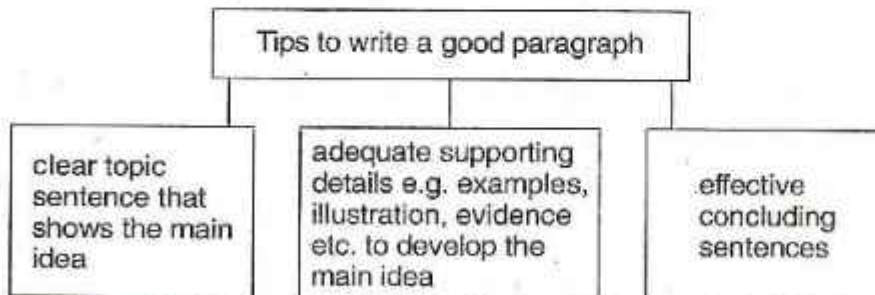 Tips to write a good paragraph
clear topic
sentence that
shows the main
idea
adequate supporting
details e.g. examples,
illustration, evidence
etc. to develop the
main idea
effective
concluding
sentences